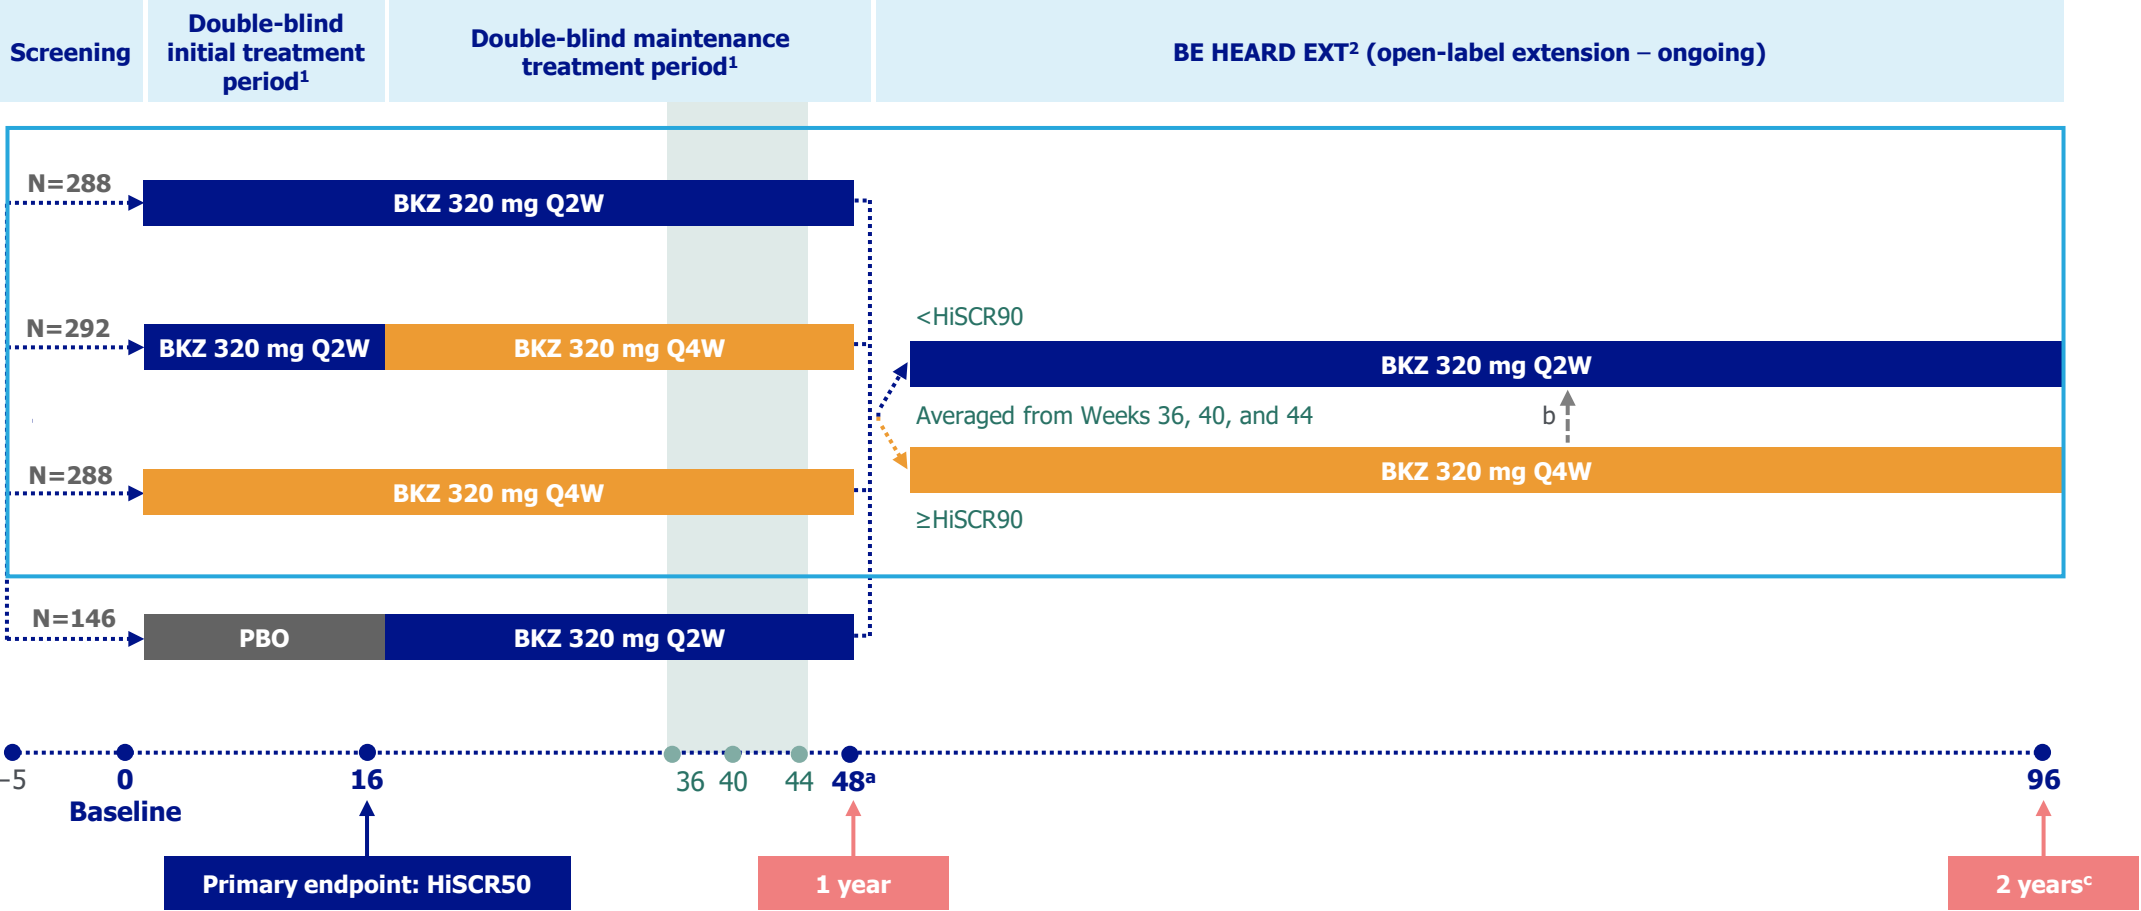 Screening
Double-blind
initial treatment
period¹
Double-blind maintenance
treatment period¹
BE HEARD EXT² (open-label extension – ongoing)
N=288
BKZ 320 mg Q2W
N=292
BKZ 320 mg Q2W
BKZ 320 mg Q4W
<HiSCR90
BKZ 320 mg Q2W
Averaged from Weeks 36, 40, and 44
b
BKZ 320 mg Q4W
≥HiSCR90
N=288
BKZ 320 mg Q4W
N=146
PBO
BKZ 320 mg Q2W
−5
0
16
36
40
44
48ᵃ
96
Baseline
Primary endpoint: HiSCR50
1 year
2 yearsᶜ